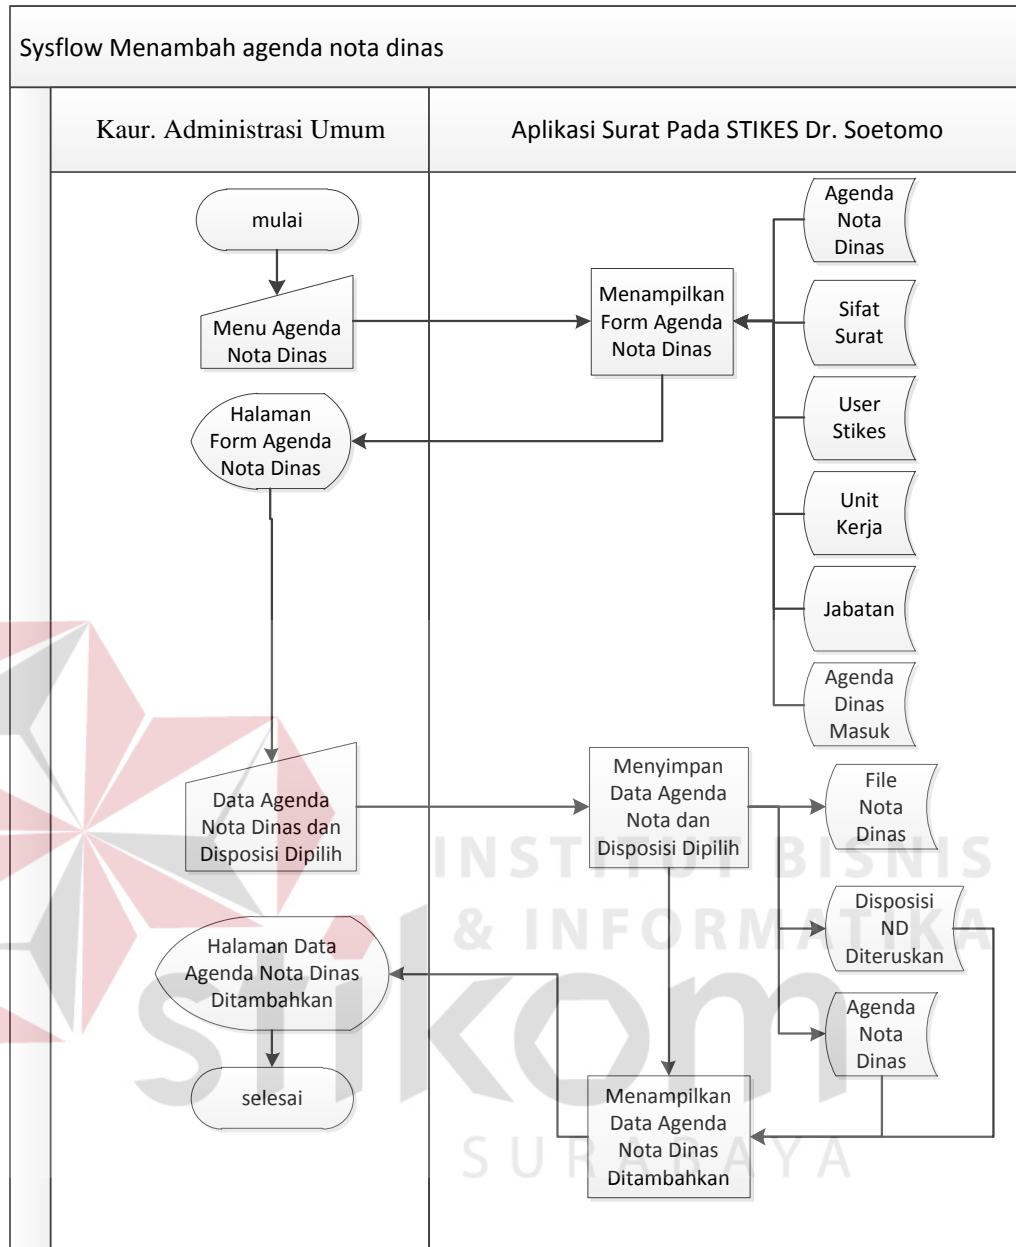 Sysflow Menambah agenda nota dinas
Kaur. Administrasi Umum
Aplikasi Surat Pada STIKES Dr. Soetomo
mulai
Menu Agenda
Nota Dinas
Menampilkan
Form Agenda
Nota Dinas
Agenda
Nota
Dinas
Sifat
Surat
User
Stikes
Unit
Kerja
Jabatan
Agenda
Dinas
Masuk
Halaman
Form Agenda
Nota Dinas
Data Agenda
Nota Dinas dan
Disposisi Dipilih
Menyimpan
Data Agenda
Nota dan
Disposisi Dipilih
File
Nota
Dinas
Disposisi
ND
Diteruskan
Agenda
Nota
Dinas
Menampilkan
Data Agenda
Nota Dinas
Ditambahkan
Halaman Data
Agenda Nota Dinas
Ditambahkan
selesai
INSTITUT BISNIS
& INFORMATIKA
stikom
SURABAYA